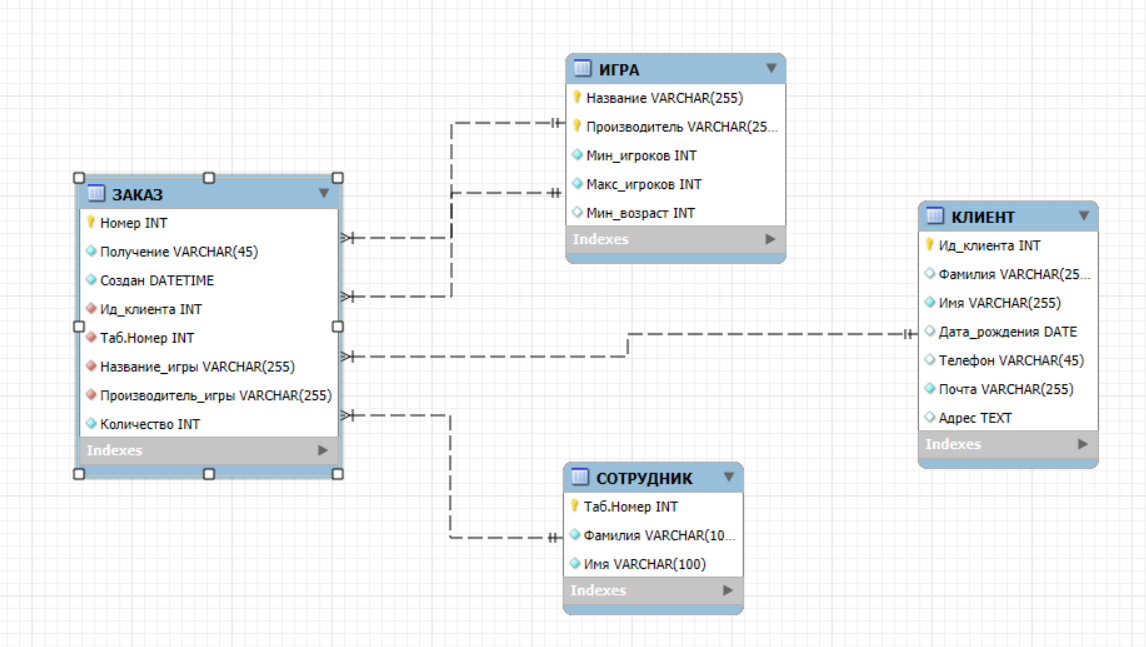 ИГРА
Название VARCHAR(255)
Производитель VARCHAR(25...
Мин_игроков INT
Макс_игроков INT
Мин_возраст INT
Indexes
ЗАКАЗ
Номер INT
Получение VARCHAR(45)
Создан DATETIME
Ид_клиента INT
Таб.Номер INT
Название_игры VARCHAR(255)
Производитель_игры VARCHAR(255)
Количество INT
Indexes
КЛИЕНТ
Ид_клиента INT
Фамилия VARCHAR(25...
Имя VARCHAR(255)
Дата_рождения DATE
Телефон VARCHAR(45)
Почта VARCHAR(255)
Адрес TEXT
Indexes
СОТРУДНИК
Таб.Номер INT
Фамилия VARCHAR(10...
Имя VARCHAR(100)
Indexes